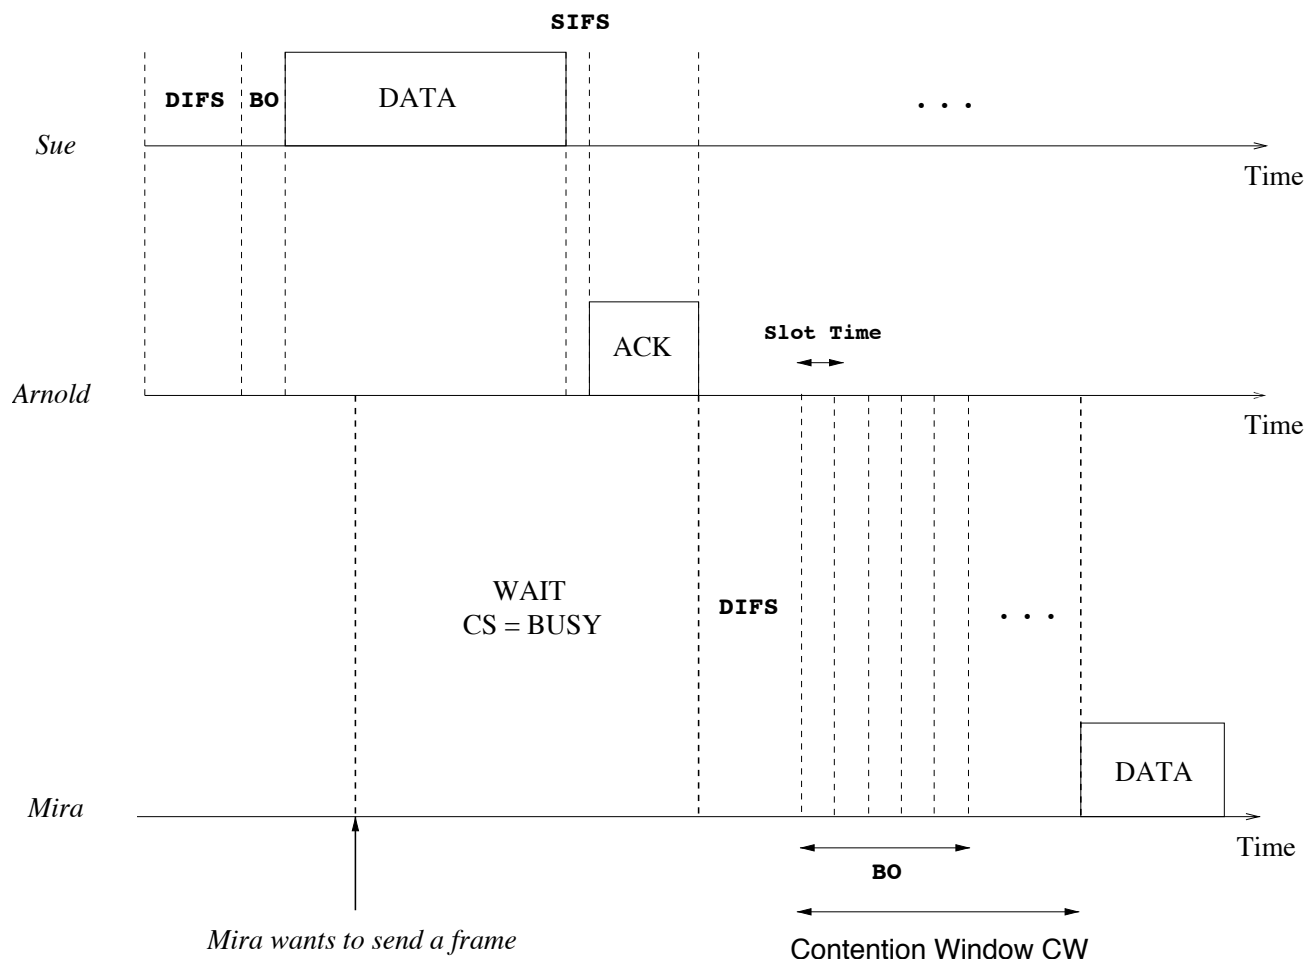 SIFS
DIFS BO DATA . . .
Sue
Time
Slot Time
ACK
Arnold
Time
WAIT
CS = BUSY
DIFS . . .
DATA
Mira
Time
BO
Mira wants to send a frame
Contention Window CW